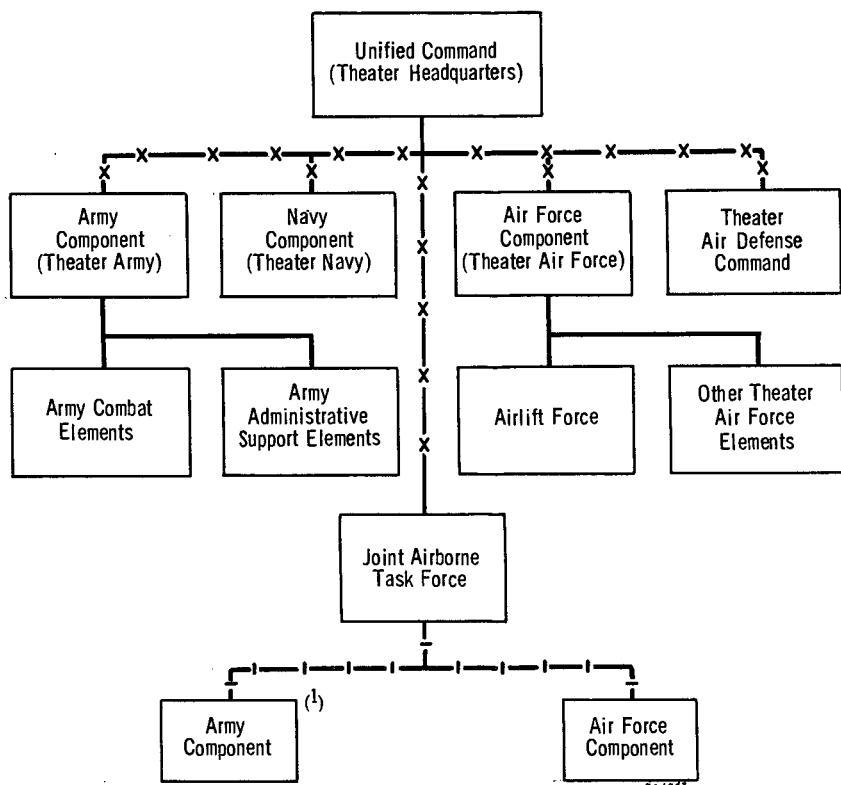 Unified Command
(Theater Headquarters)
Army
Component
(Theater Army)
Navy
Component
(Theater Navy)
Air Force
Component
(Theater Air Force)
Theater
Air Defense
Command
Army Combat
Elements
Army
Administrative
Support Elements
Airlift Force
Other Theater
Air Force
Elements
Joint Airborne
Task Force
(1)
Army
Component
Air Force
Component